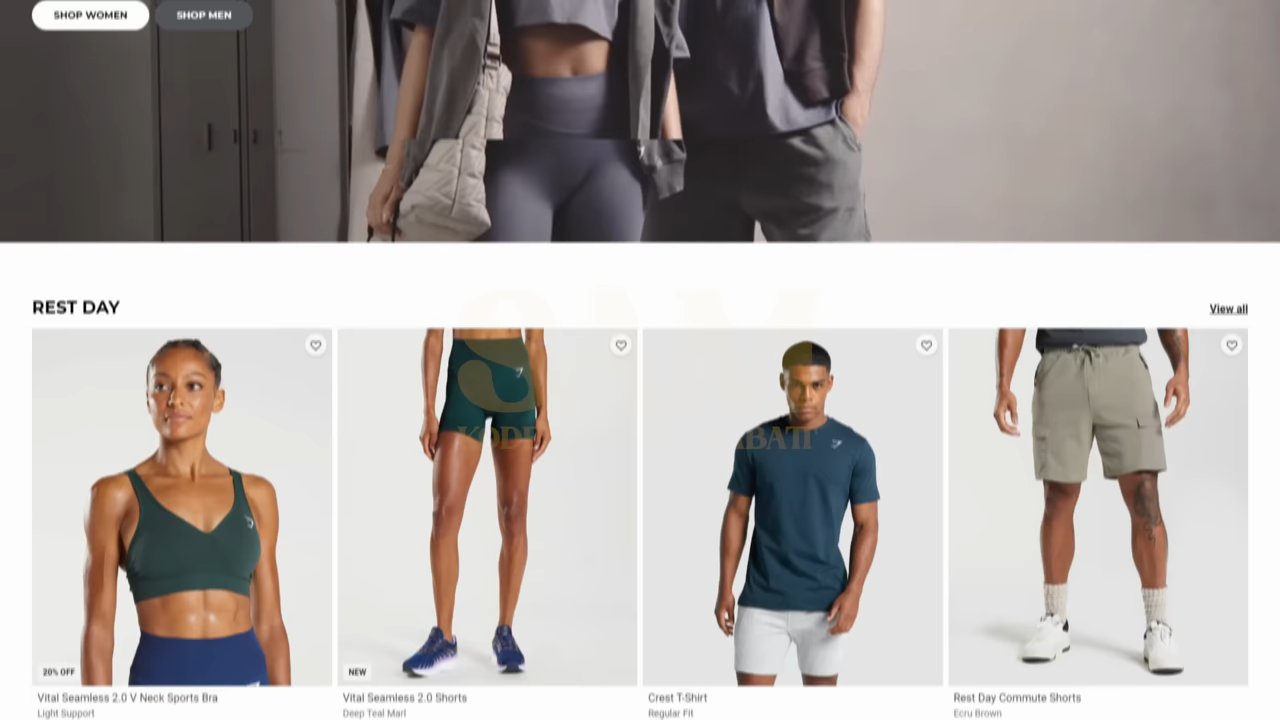 SHOP WOMEN
SHOP MEN
REST DAY
View all
20% OFF
NEW
Vital Seamless 2.0 V Neck Sports Bra
Light Support
Vital Seamless 2.0 Shorts
Deep Teal Marl
Crest T-Shirt
Regular Fit
Rest Day Commute Shorts
Ecru Brown